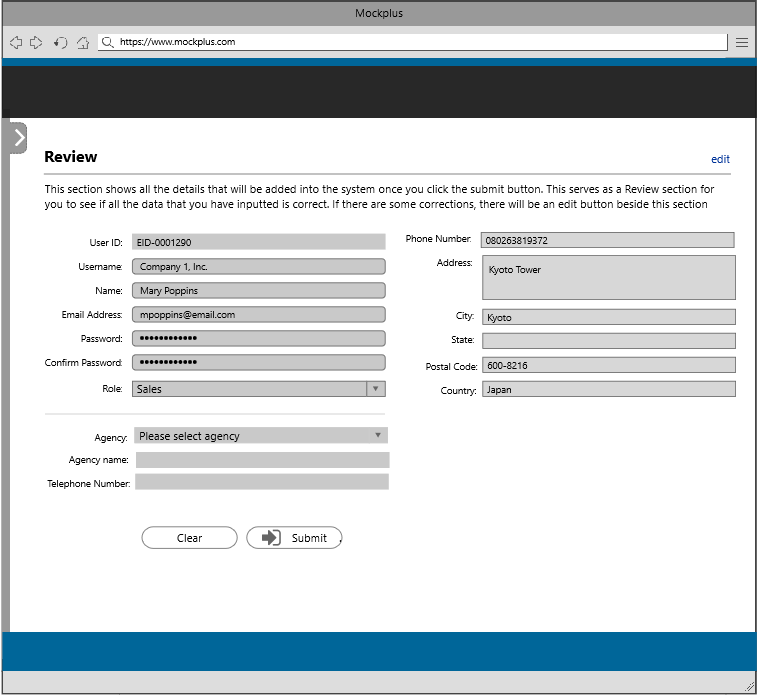 Mockplus
https://www.mockplus.com
Review
edit
This section shows all the details that will be added into the system once you click the submit button. This serves as a Review section for
you to see if all the data that you have inputted is correct. If there are some corrections, there will be an edit button beside this section
User ID: EID-0001290
Username: Company 1, Inc.
Name: Mary Poppins
Email Address: mpoppins@email.com
Password: ••••••••••••
Confirm Password: ••••••••••••
Role: Sales
Agency: Please select agency
Agency name:
Telephone Number:
Phone Number: 080263819372
Address: Kyoto Tower
City: Kyoto
State:
Postal Code: 600-8216
Country: Japan
Clear
Submit